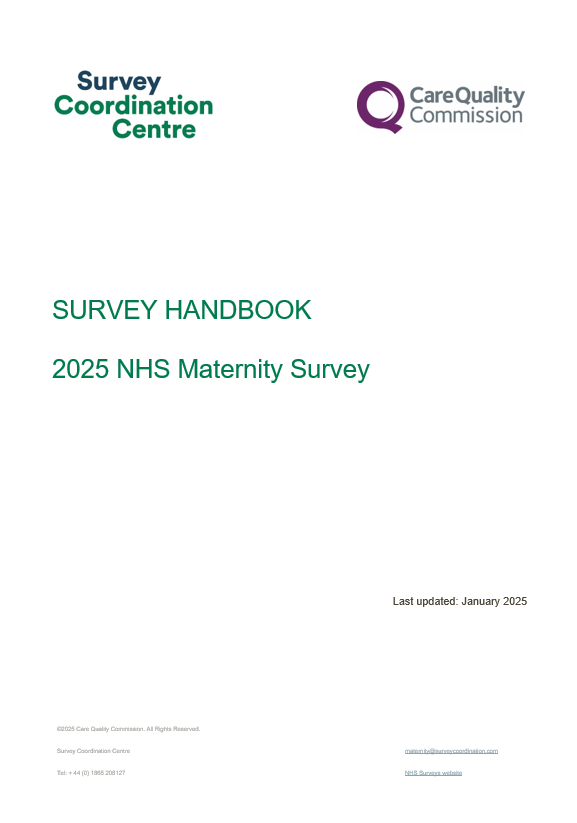 Survey
Coordination
Centre
CareQuality
Commission
SURVEY HANDBOOK
2025 NHS Maternity Survey
Last updated: January 2025
©2025 Care Quality Commission. All Rights Reserved.
Survey Coordination Centre
maternity@surveycoordination.com
Tel: + 44 (0) 1865 208127
NHS Surveys website